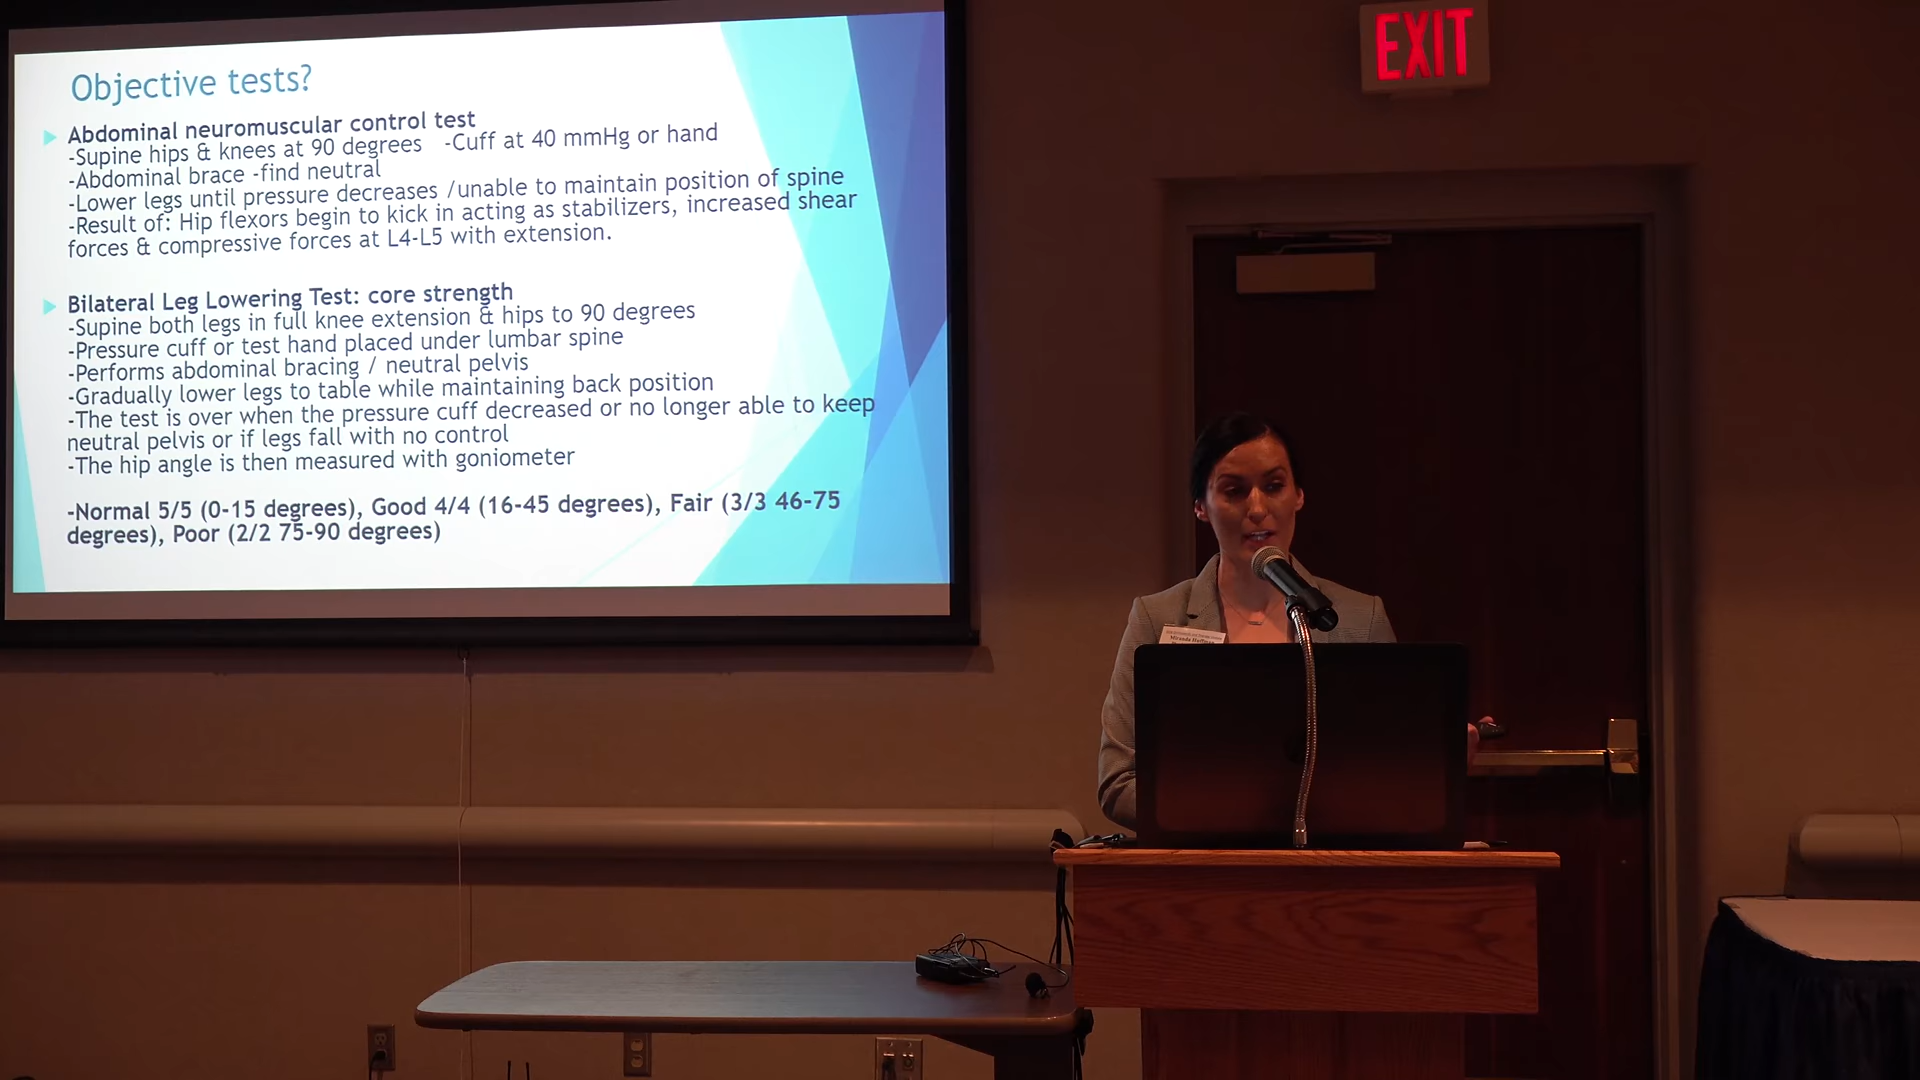 Objective tests?
Abdominal neuromuscular control test
-Supine hips & knees at 90 degrees -Cuff at 40 mmHg or hand
-Abdominal brace -find neutral
-Lower legs until pressure decreases /unable to maintain position of spine
-Result of: Hip flexors begin to kick in acting as stabilizers, increased shear
forces & compressive forces at L4-L5 with extension.
Bilateral Leg Lowering Test: core strength
-Supine both legs in full knee extension & hips to 90 degrees
-Pressure cuff or test hand placed under lumbar spine
-Performs abdominal bracing / neutral pelvis
-Gradually lower legs to table while maintaining back position
-The test is over when the pressure cuff decreased or no longer able to keep
neutral pelvis or if legs fall with no control
-The hip angle is then measured with goniometer
-Normal 5/5 (0-15 degrees), Good 4/4 (16-45 degrees), Fair (3/3 46-75
degrees), Poor (2/2 75-90 degrees)
EXIT
Miranda